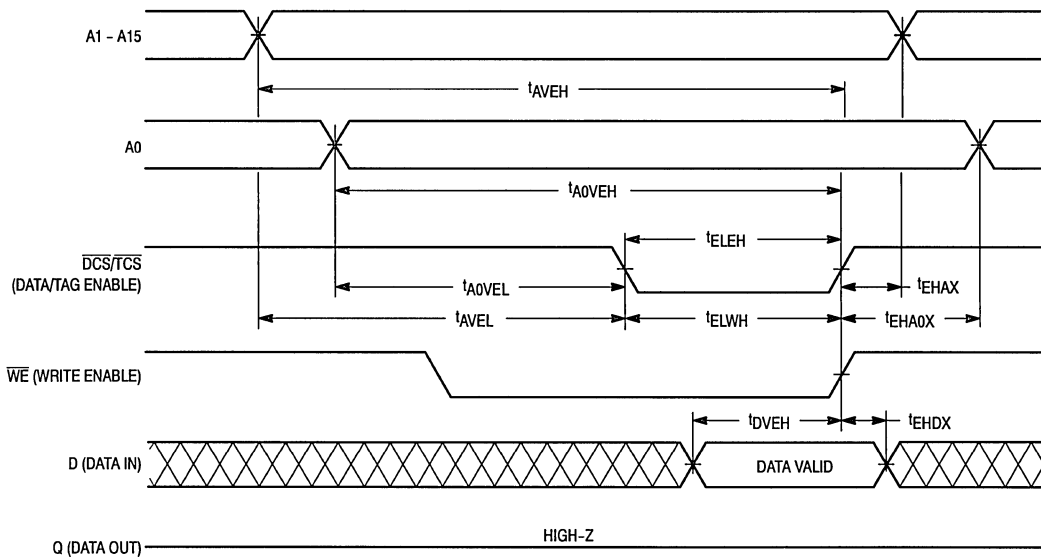 A1 – A15
tAVEH
A0
tA0VEH
tELEH
DCS/TCS
(DATA/TAG ENABLE)
tA0VEL
tEHAX
tAVEL
tELWH
tEHA0X
WE (WRITE ENABLE)
tDVEH
tEHDX
D (DATA IN)
DATA VALID
HIGH–Z
Q (DATA OUT)